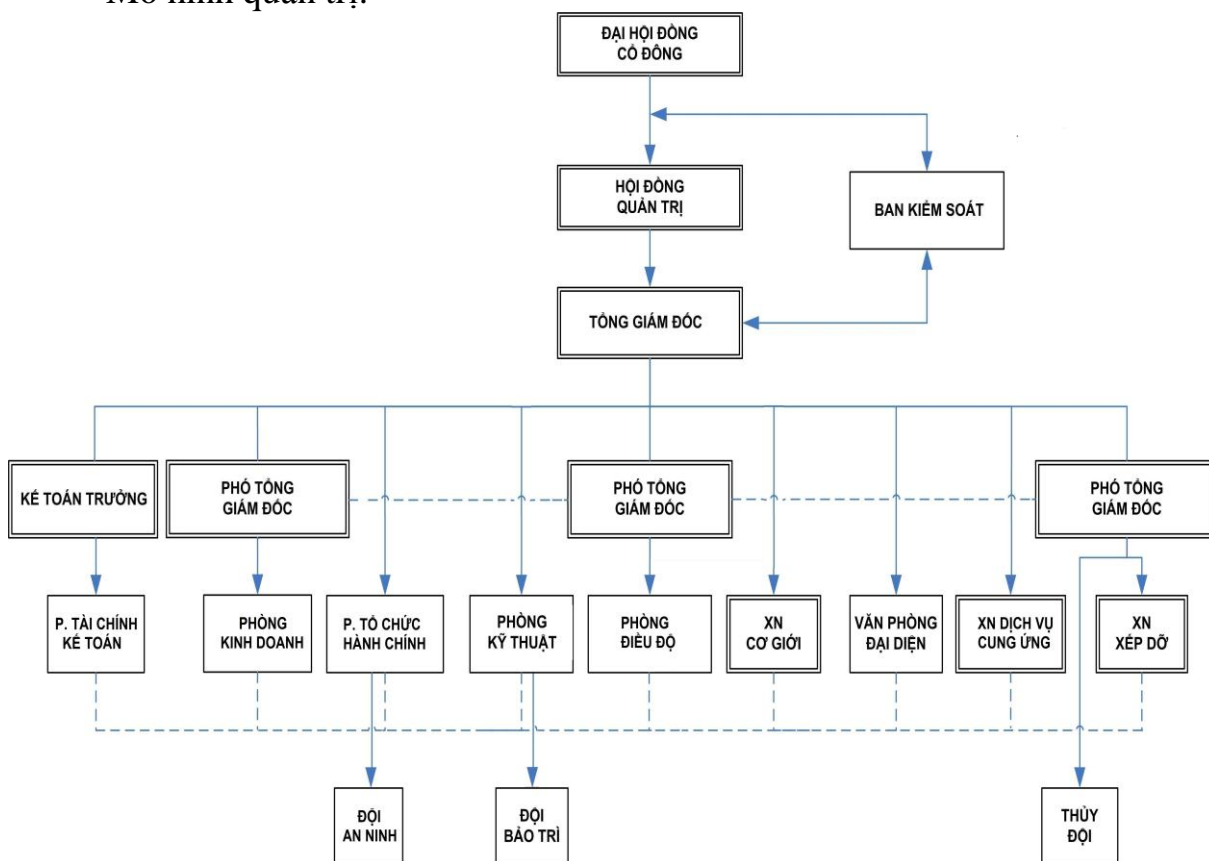 Mô hình quản trị:
ĐẠI HỘI ĐỒNG
CỔ ĐÔNG
HỘI ĐỒNG
QUẢN TRỊ
BAN KIỂM SOÁT
TỔNG GIÁM ĐỐC
KẾ TOÁN TRƯỞNG
PHÓ TỔNG
GIÁM ĐỐC
PHÓ TỔNG
GIÁM ĐỐC
PHÓ TỔNG
GIÁM ĐỐC
P. TÀI CHÍNH
KẾ TOÁN
PHÒNG
KINH DOANH
P. TỔ CHỨC
HÀNH CHÍNH
PHÒNG
KỸ THUẬT
PHÒNG
ĐIỀU ĐỘ
XN
CƠ GIỚI
VĂN PHÒNG
ĐẠI DIỆN
XN DỊCH VỤ
CUNG ỨNG
XN
XẾP DỠ
ĐỘI
AN NINH
ĐỘI
BẢO TRÌ
THỦY
ĐỘI